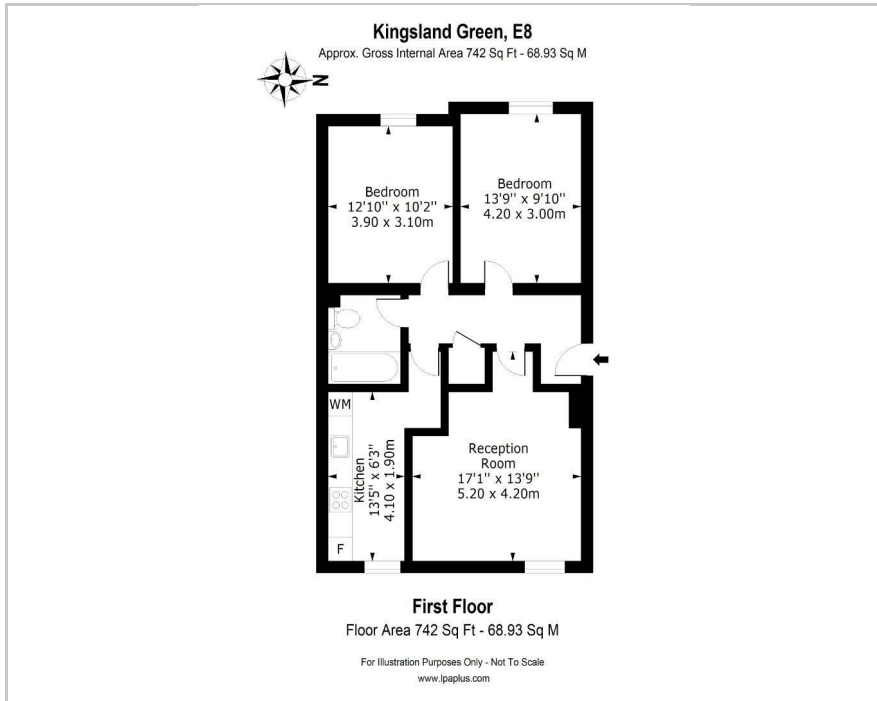 Kingsland Green, E8
Approx. Gross Internal Area 742 Sq Ft - 68.93 Sq M
N
Bedroom
12'10'' x 10'2''
3.90 x 3.10m
Bedroom
13'9'' x 9'10''
4.20 x 3.00m
WM
Kitchen
13'5'' x 6'3''
4.10 x 1.90m
F
Reception
Room
17'1'' x 13'9''
5.20 x 4.20m
First Floor
Floor Area 742 Sq Ft - 68.93 Sq M
For Illustration Purposes Only - Not To Scale
www.lpaplus.com